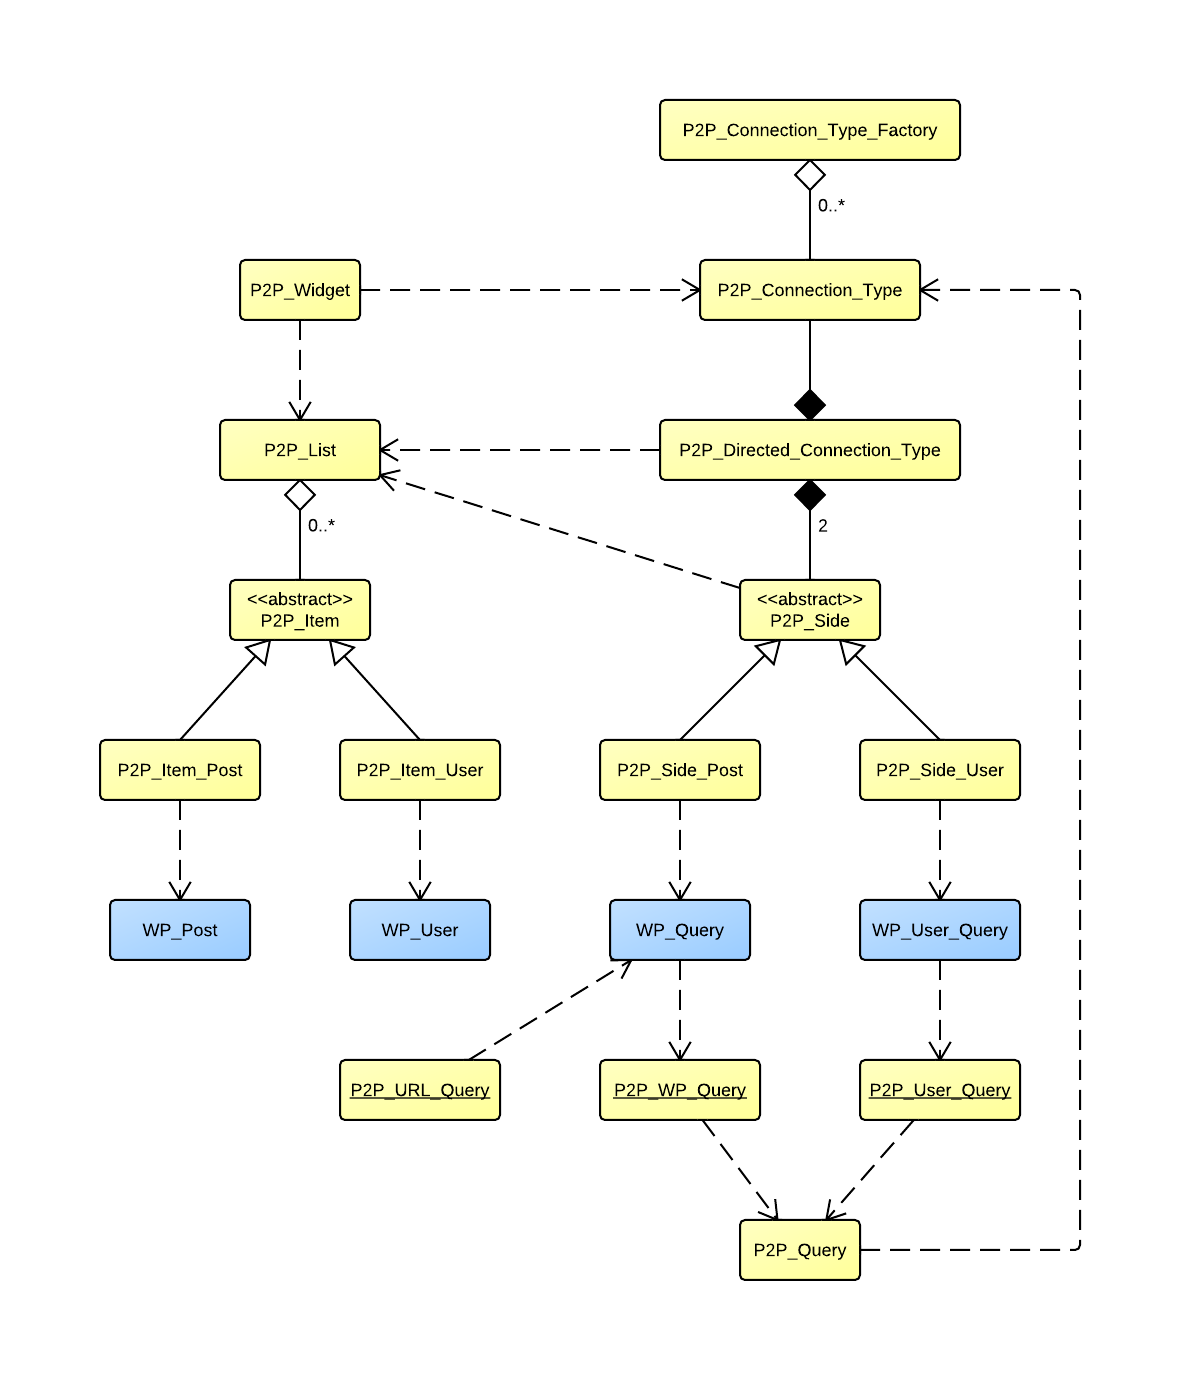 P2P_Connection_Type_Factory
0..*
P2P_Widget
P2P_Connection_Type
P2P_List
P2P_Directed_Connection_Type
0..*
2
<<abstract>>
P2P_Item
<<abstract>>
P2P_Side
P2P_Item_Post
P2P_Item_User
P2P_Side_Post
P2P_Side_User
WP_Post
WP_User
WP_Query
WP_User_Query
P2P_URL_Query
P2P_WP_Query
P2P_User_Query
P2P_Query